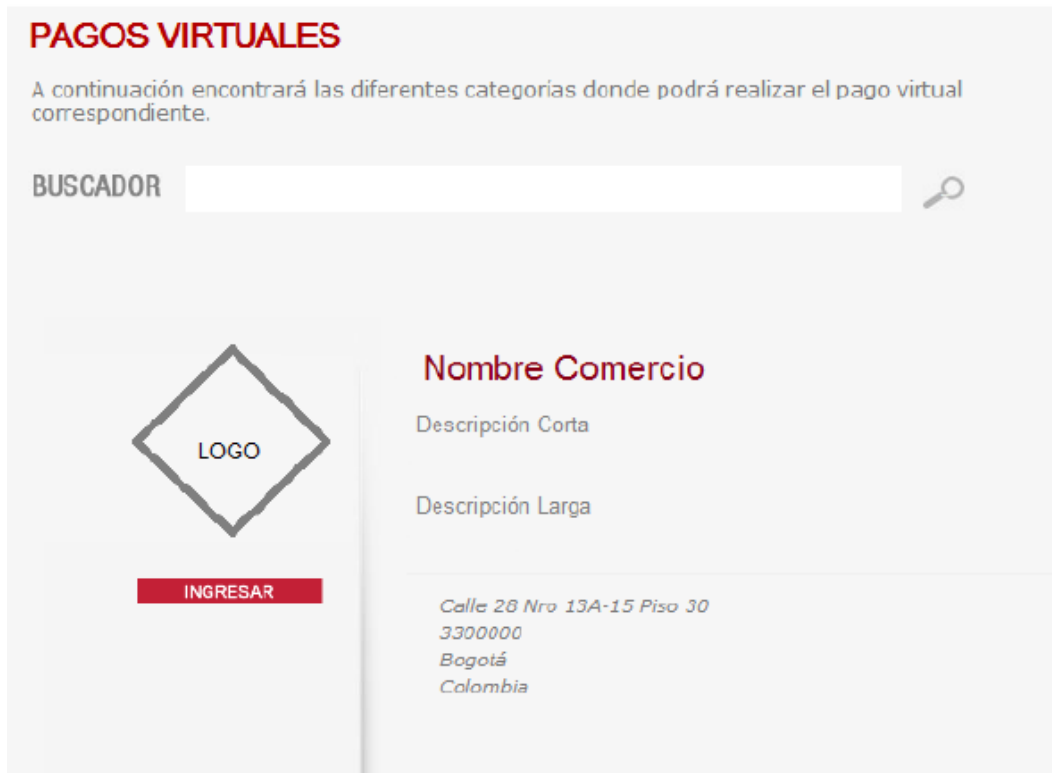 PAGOS VIRTUALES
A continuación encontrará las diferentes categorías donde podrá realizar el pago virtual
correspondiente.
BUSCADOR
Nombre Comercio
Descripción Corta
LOGO
Descripción Larga
INGRESAR
Calle 28 Nro 13A-15 Piso 30
3300000
Bogotá
Colombia